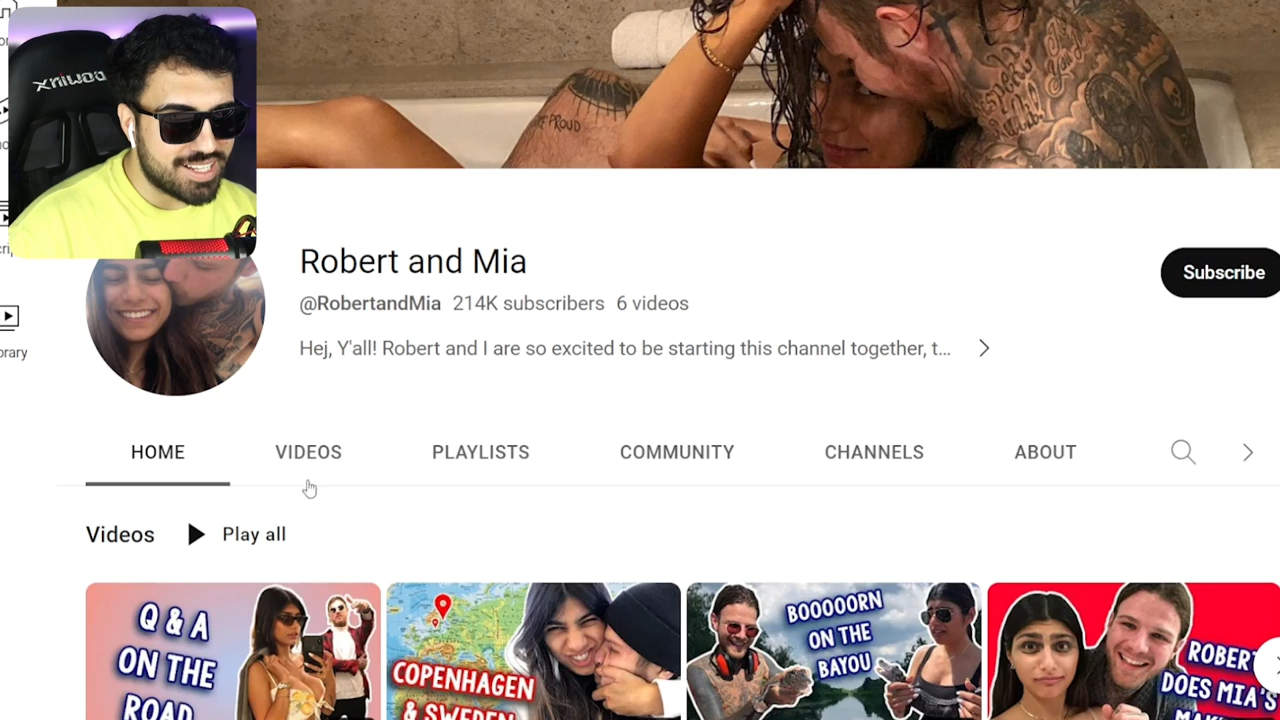 Robert and Mia
Subscribe
@RobertandMia 214K subscribers 6 videos
Hej, Y'all! Robert and I are so excited to be starting this channel together, t...
HOME VIDEOS PLAYLISTS COMMUNITY CHANNELS ABOUT
Videos Play all
Q & A
ON THE
ROAD
COPENHAGEN
& SWEDEN
BOOOOORN
ON THE
BAYOU
ROBERT
DOES MIA'S